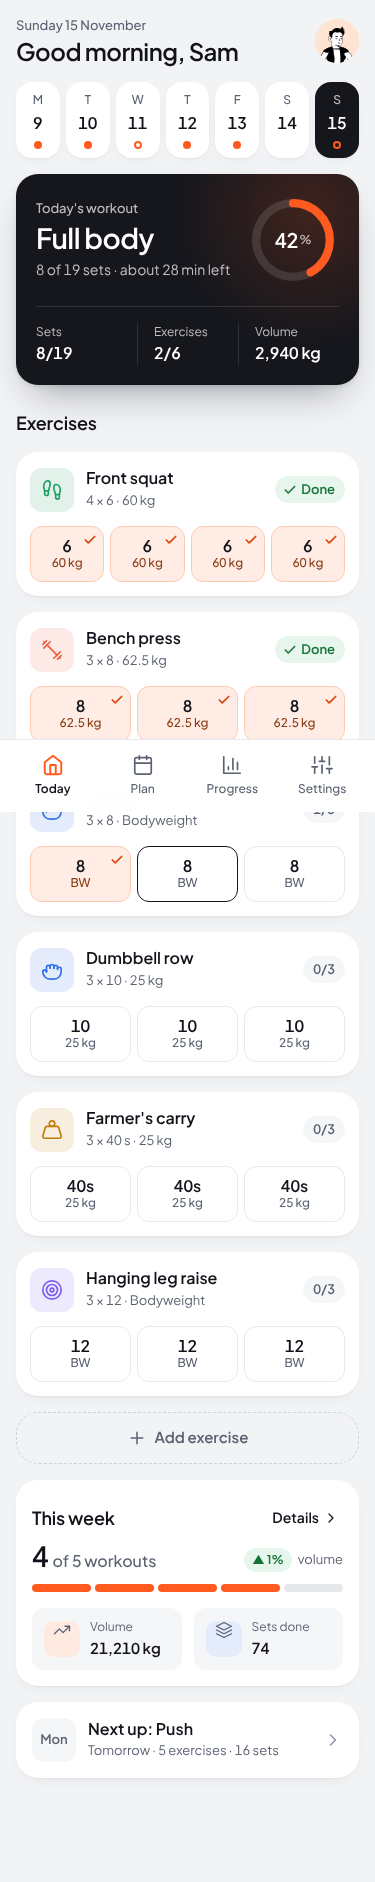 Sunday 15 November
Good morning, Sam
M T W T F S S
9 10 11 12 13 14 15
Today's workout
Full body
8 of 19 sets · about 28 min left
42%
Sets Exercises Volume
8/19 2/6 2,940 kg
Exercises
Front squat
4 × 6 · 60 kg
Done
6 6 6 6
60 kg 60 kg 60 kg 60 kg
Bench press
3 × 8 · 62.5 kg
Done
8 8 8
62.5 kg 62.5 kg 62.5 kg
Today Plan Progress Settings
3 × 8 · Bodyweight
8 8 8
BW BW BW
Dumbbell row
3 × 10 · 25 kg
0/3
10 10 10
25 kg 25 kg 25 kg
Farmer's carry
3 × 40 s · 25 kg
0/3
40s 40s 40s
25 kg 25 kg 25 kg
Hanging leg raise
3 × 12 · Bodyweight
0/3
12 12 12
BW BW BW
Add exercise
This week
Details
4 of 5 workouts
▲ 1% volume
Volume Sets done
21,210 kg 74
Mon
Next up: Push
Tomorrow · 5 exercises · 16 sets